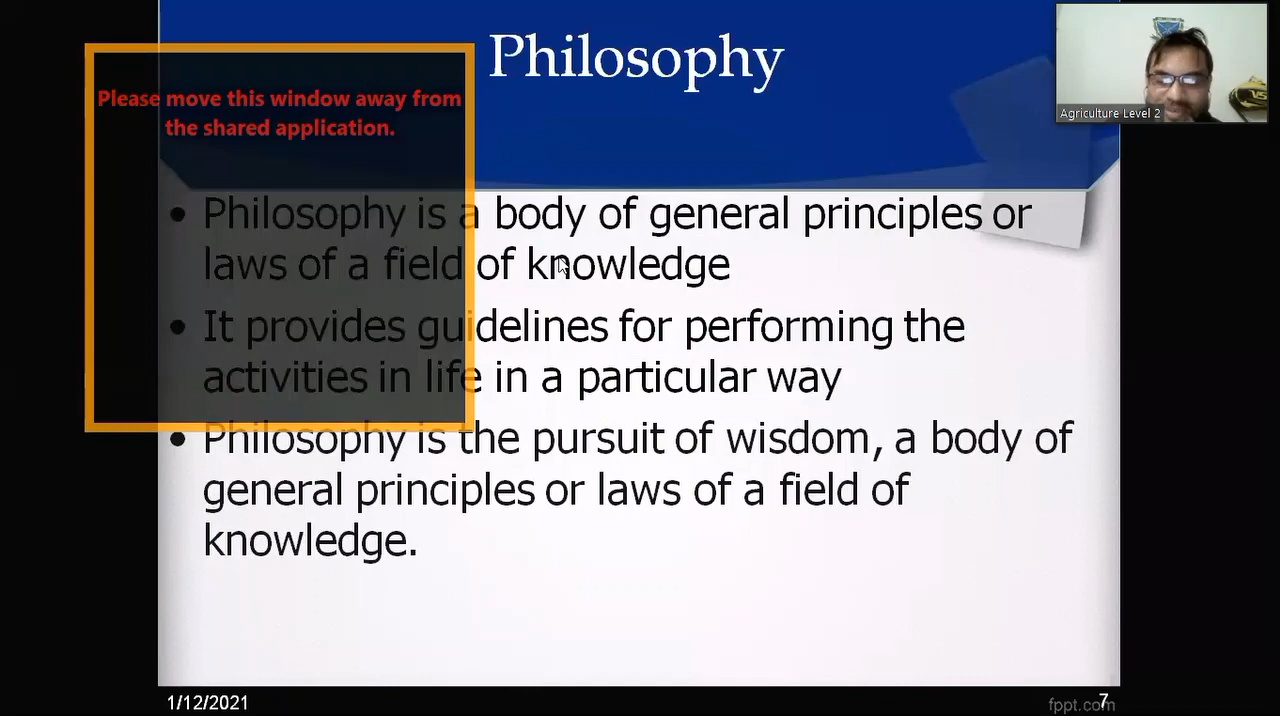 Philosophy
Please move this window away from
the shared application.
Agriculture Level 2
• Philosophy is a body of general principles or
laws of a field of knowledge
• It provides guidelines for performing the
activities in life in a particular way
• Philosophy is the pursuit of wisdom, a body of
general principles or laws of a field of
knowledge.
1/12/2021
fppt.com
7